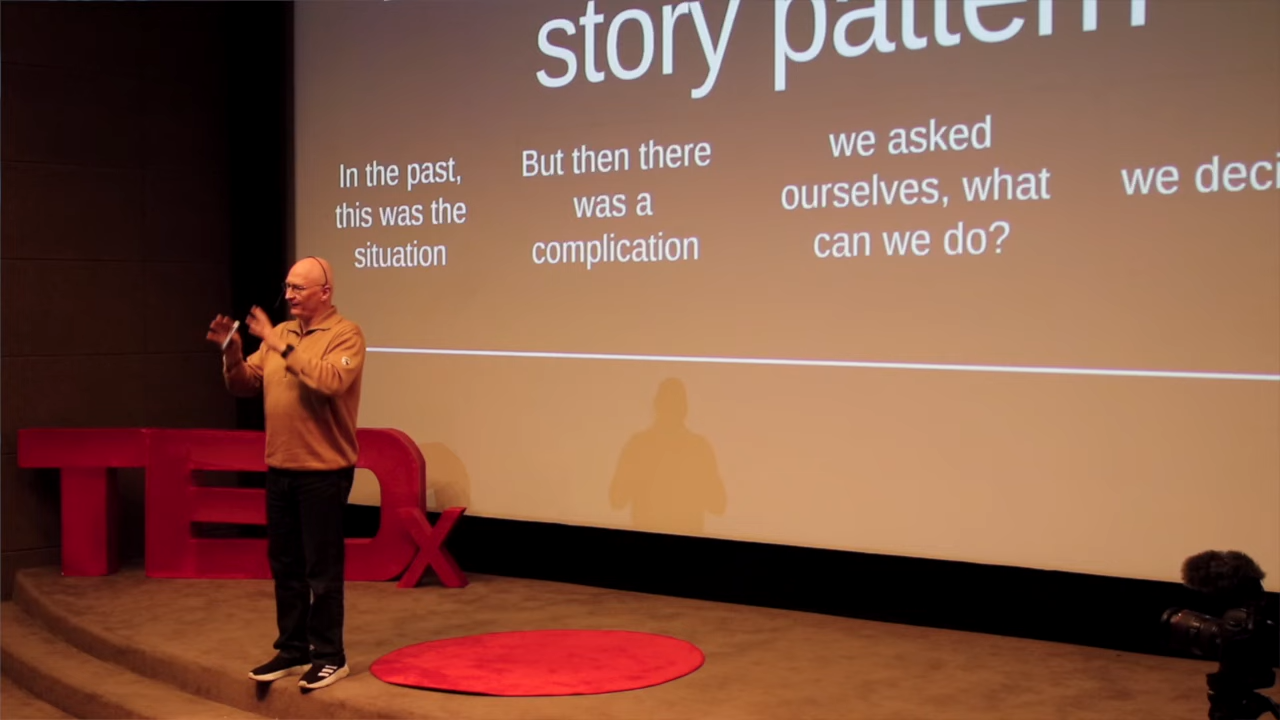 story pattern
In the past,
this was the
situation
But then there
was a
complication
we asked
ourselves, what
can we do?
we deci
TEDx